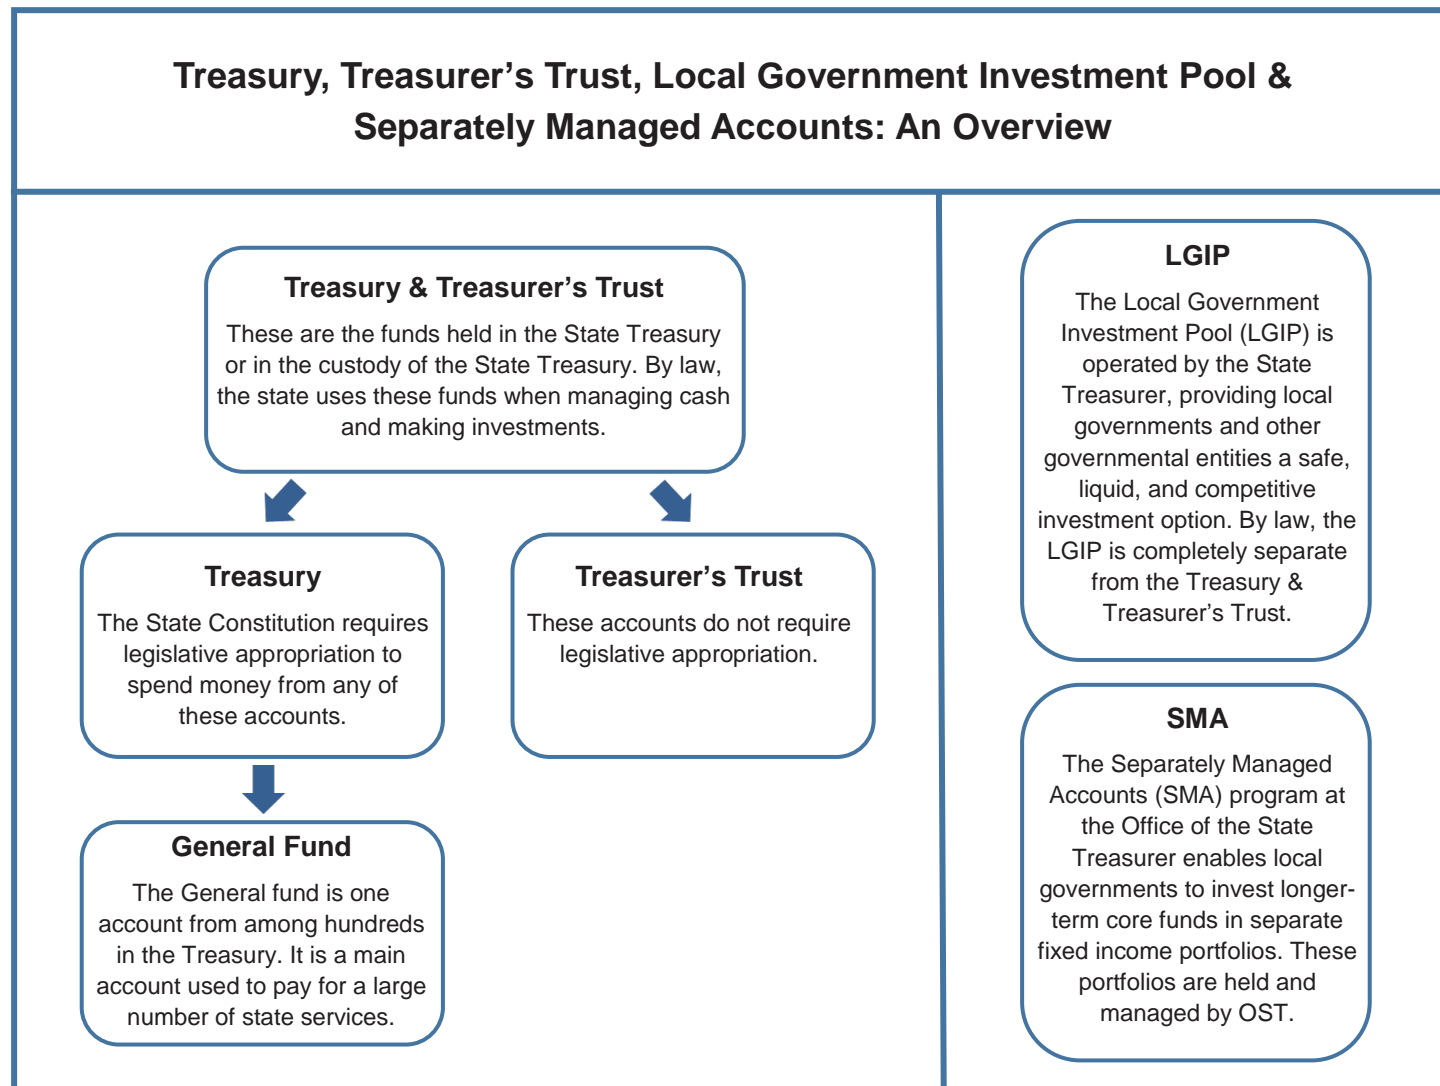 Treasury, Treasurer’s Trust, Local Government Investment Pool &
Separately Managed Accounts: An Overview
Treasury & Treasurer’s Trust
These are the funds held in the State Treasury
or in the custody of the State Treasury. By law,
the state uses these funds when managing cash
and making investments.
Treasury
The State Constitution requires
legislative appropriation to
spend money from any of
these accounts.
Treasurer’s Trust
These accounts do not require
legislative appropriation.
General Fund
The General fund is one
account from among hundreds
in the Treasury. It is a main
account used to pay for a large
number of state services.
LGIP
The Local Government
Investment Pool (LGIP) is
operated by the State
Treasurer, providing local
governments and other
governmental entities a safe,
liquid, and competitive
investment option. By law, the
LGIP is completely separate
from the Treasury &
Treasurer’s Trust.
SMA
The Separately Managed
Accounts (SMA) program at
the Office of the State
Treasurer enables local
governments to invest longer-
term core funds in separate
fixed income portfolios. These
portfolios are held and
managed by OST.